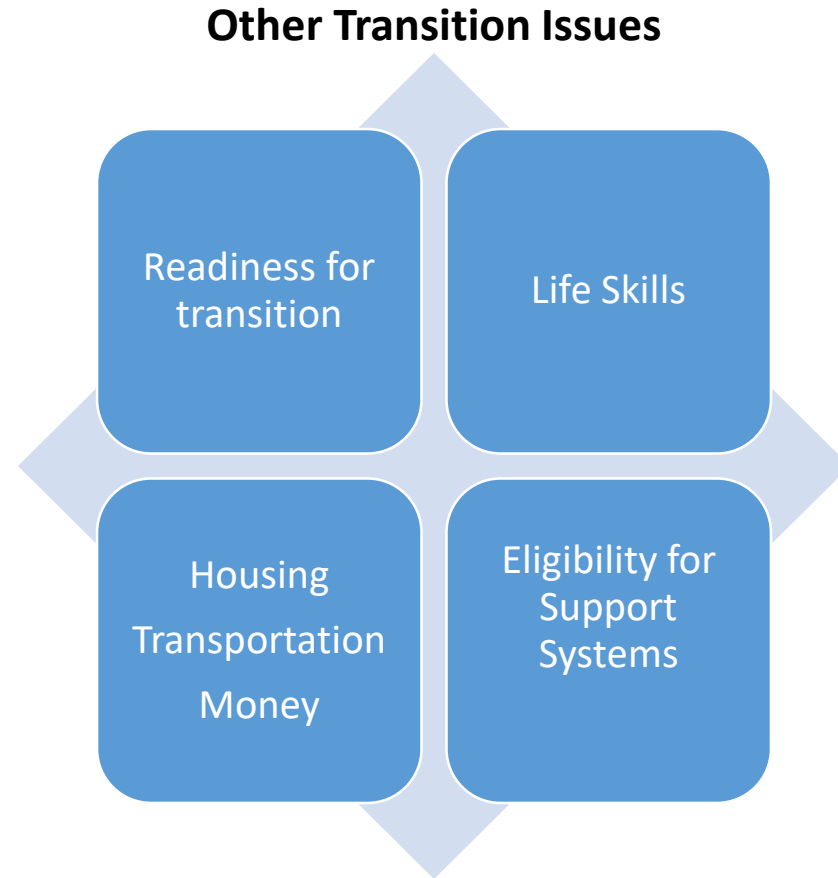 Other Transition Issues
Readiness for
transition
Life Skills
Housing
Transportation
Money
Eligibility for
Support
Systems